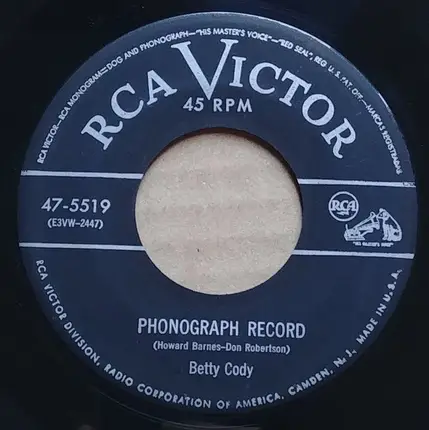 RCA VICTOR—RCA MONOGRAM—DOG AND PHONOGRAPH—"HIS MASTER'S VOICE"—"RED SEAL", REG. U. S. PAT. OFF.—MARCAS REGISTRADAS
RCA VICTOR
45 RPM
47-5519
(E3VW-2447)
RCA
"HIS MASTER'S VOICE"
PHONOGRAPH RECORD
(Howard Barnes-Don Robertson)
Betty Cody
RCA VICTOR DIVISION, RADIO CORPORATION OF AMERICA, CAMDEN, N. J. MADE IN U.S.A.